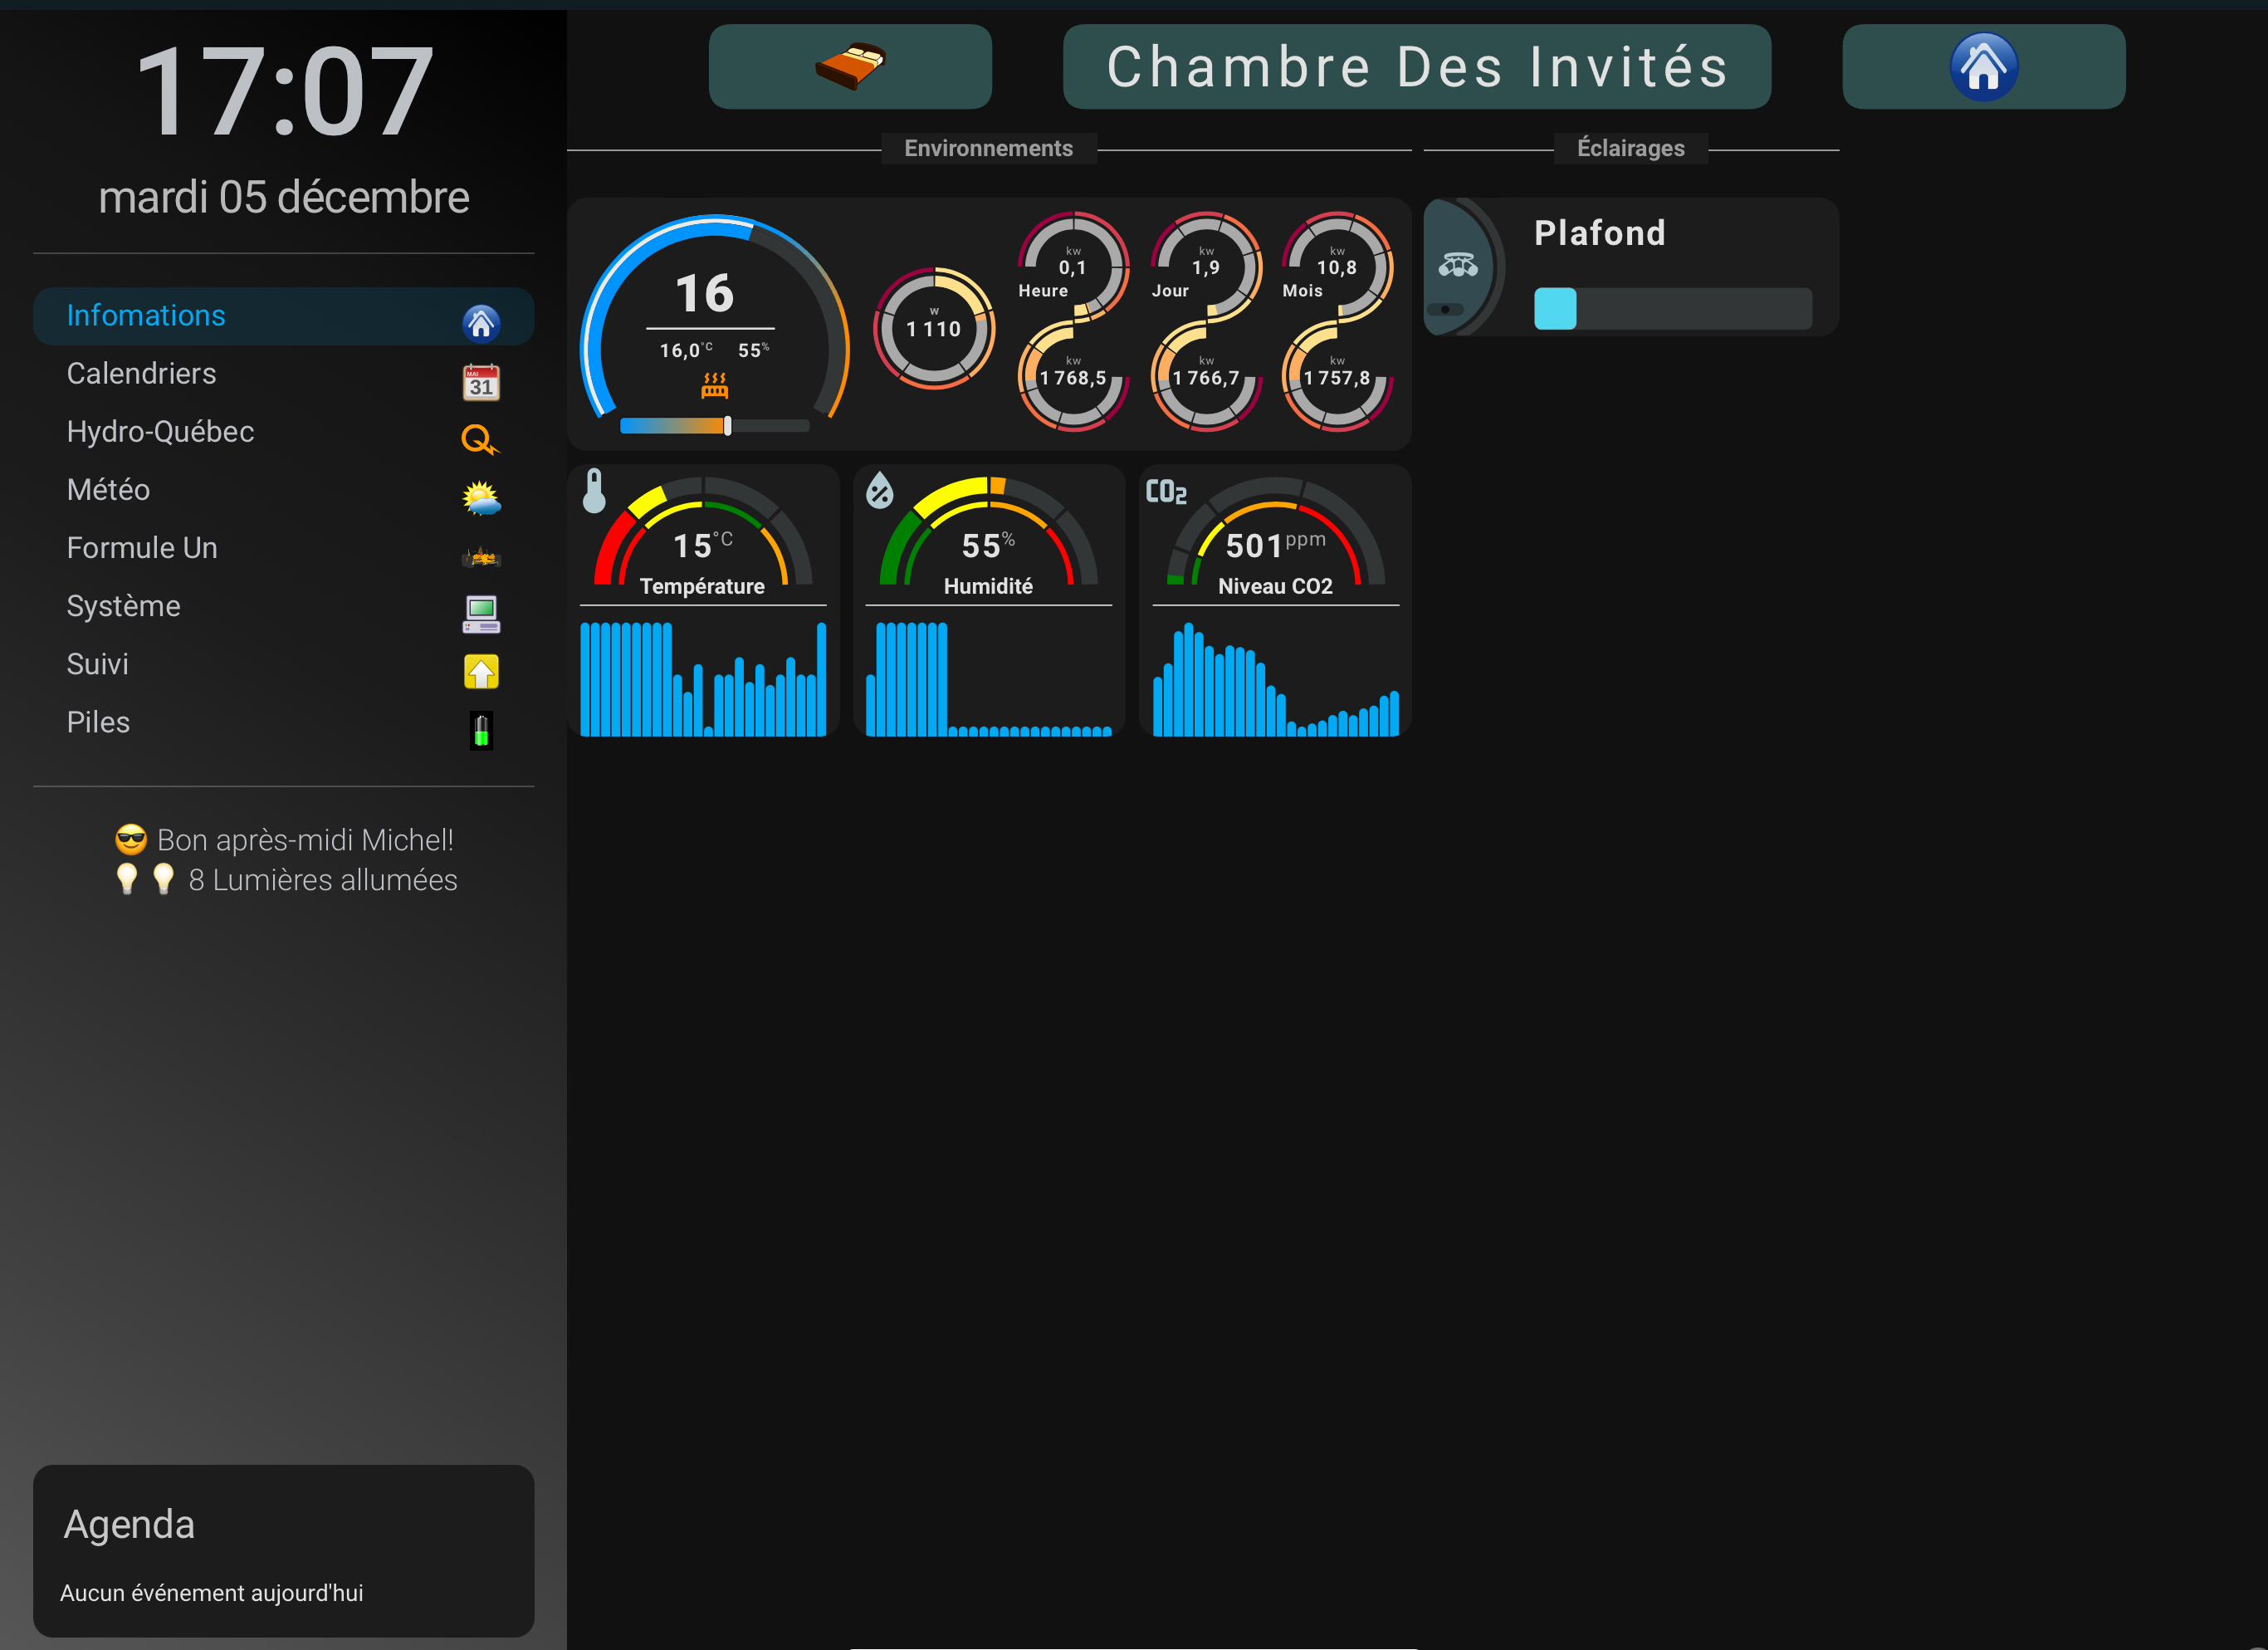 17:07
mardi 05 décembre
Infomations
Calendriers
MAI
31
Hydro-Québec
Météo
Formule Un
Système
Suivi
Piles
😎 Bon après-midi Michel!
💡 💡 8 Lumières allumées
Agenda
Aucun événement aujourd'hui
Chambre Des Invités
Environnements
16
16,0°C 55%
W
1 110
kw
0,1
Heure
kw
1 768,5
kw
1,9
Jour
kw
1 766,7
kw
10,8
Mois
kw
1 757,8
15°C
Température
55%
Humidité
CO2
501ppm
Niveau CO2
Éclairages
Plafond